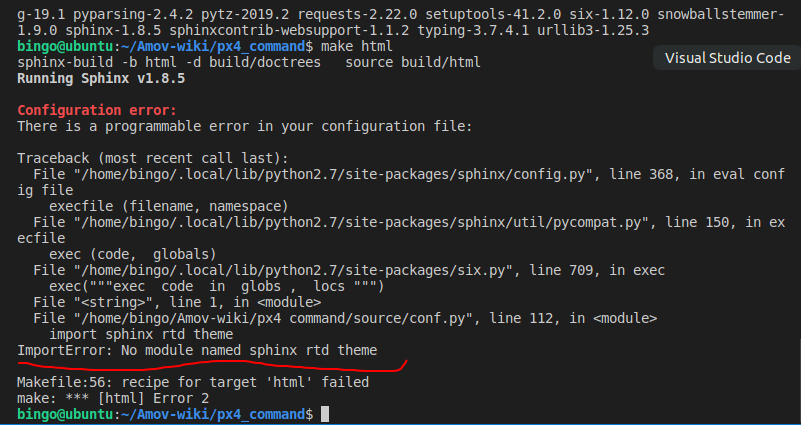 g-19.1 pyparsing-2.4.2 pytz-2019.2 requests-2.22.0 setuptools-41.2.0 six-1.12.0 snowballstemmer-
1.9.0 sphinx-1.8.5 sphinxcontrib-websupport-1.1.2 typing-3.7.4.1 urllib3-1.25.3
bingo@ubuntu:~/Amov-wiki/px4_command$ make html
sphinx-build -b html -d build/doctrees   source build/html
Visual Studio Code
Running Sphinx v1.8.5
Configuration error:
There is a programmable error in your configuration file:
Traceback (most recent call last):
  File "/home/bingo/.local/lib/python2.7/site-packages/sphinx/config.py", line 368, in eval conf
ig file
    execfile (filename, namespace)
  File "/home/bingo/.local/lib/python2.7/site-packages/sphinx/util/pycompat.py", line 150, in ex
ecfile
    exec (code,  globals)
  File "/home/bingo/.local/lib/python2.7/site-packages/six.py", line 709, in exec
    exec("""exec  code  in  globs ,  locs """)
  File "<string>", line 1, in <module>
  File "/home/bingo/Amov-wiki/px4 command/source/conf.py", line 112, in <module>
    import sphinx rtd theme
ImportError: No module named sphinx rtd theme
Makefile:56: recipe for target 'html' failed
make: *** [html] Error 2
bingo@ubuntu:~/Amov-wiki/px4_command$